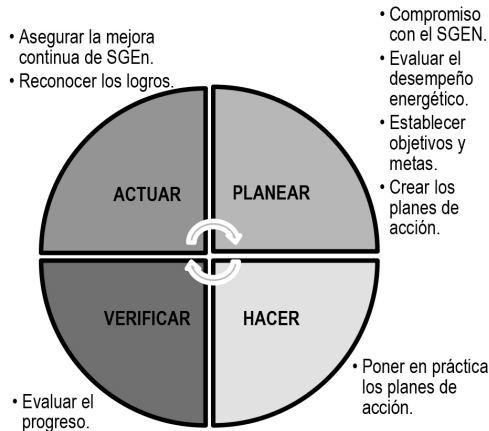 • Asegurar la mejora
continua de SGEn.
• Reconocer los logros.
• Compromiso
con el SGEN.
• Evaluar el
desempeño
energético.
• Establecer
objetivos y
metas.
• Crear los
planes de
acción.
ACTUAR
PLANEAR
VERIFICAR
HACER
• Evaluar el
progreso.
• Poner en práctica
los planes de
acción.